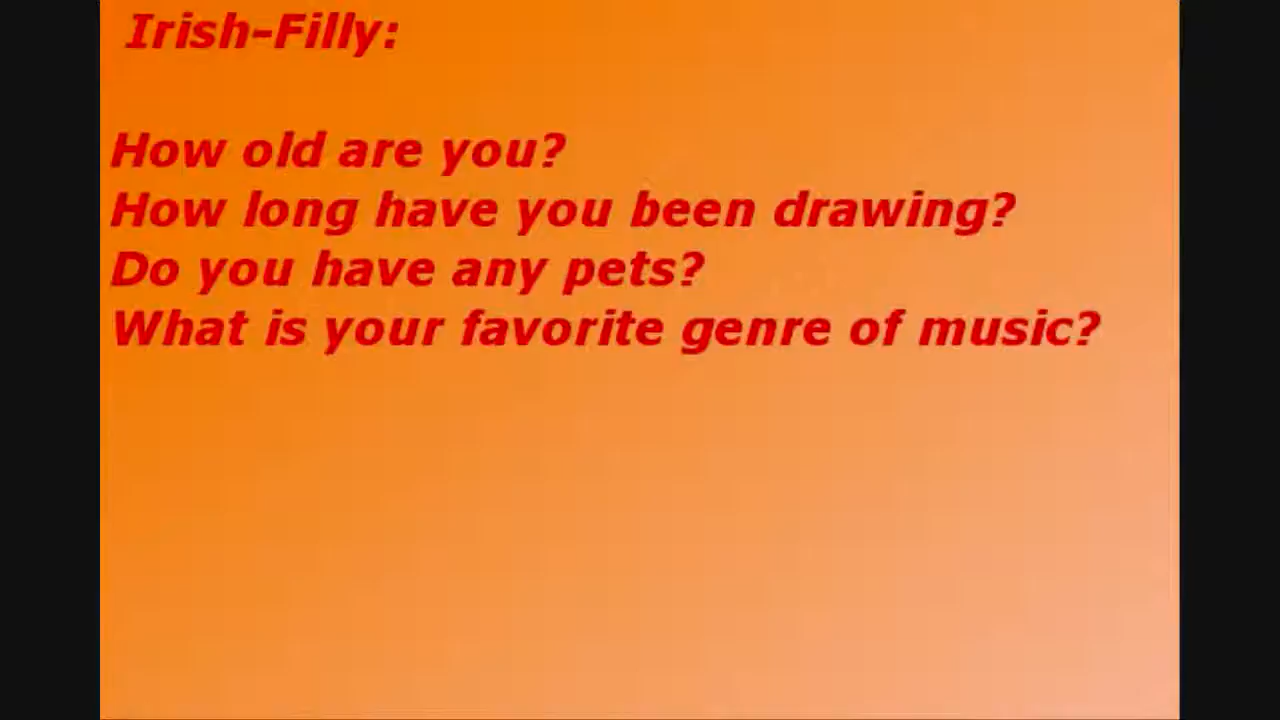 Irish-Filly:
How old are you?
How long have you been drawing?
Do you have any pets?
What is your favorite genre of music?